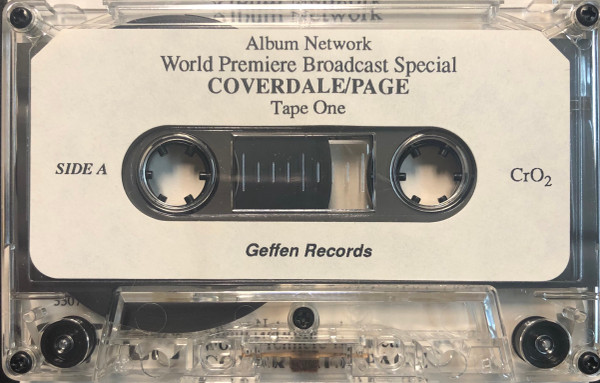 Album Network
World Premiere Broadcast Special
COVERDALE/PAGE
Tape One
SIDE A
CrO2
Geffen Records